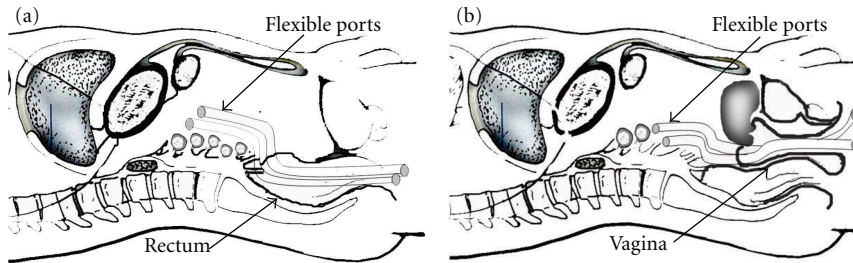 (a)
Flexible ports
Rectum
(b)
Flexible ports
Vagina